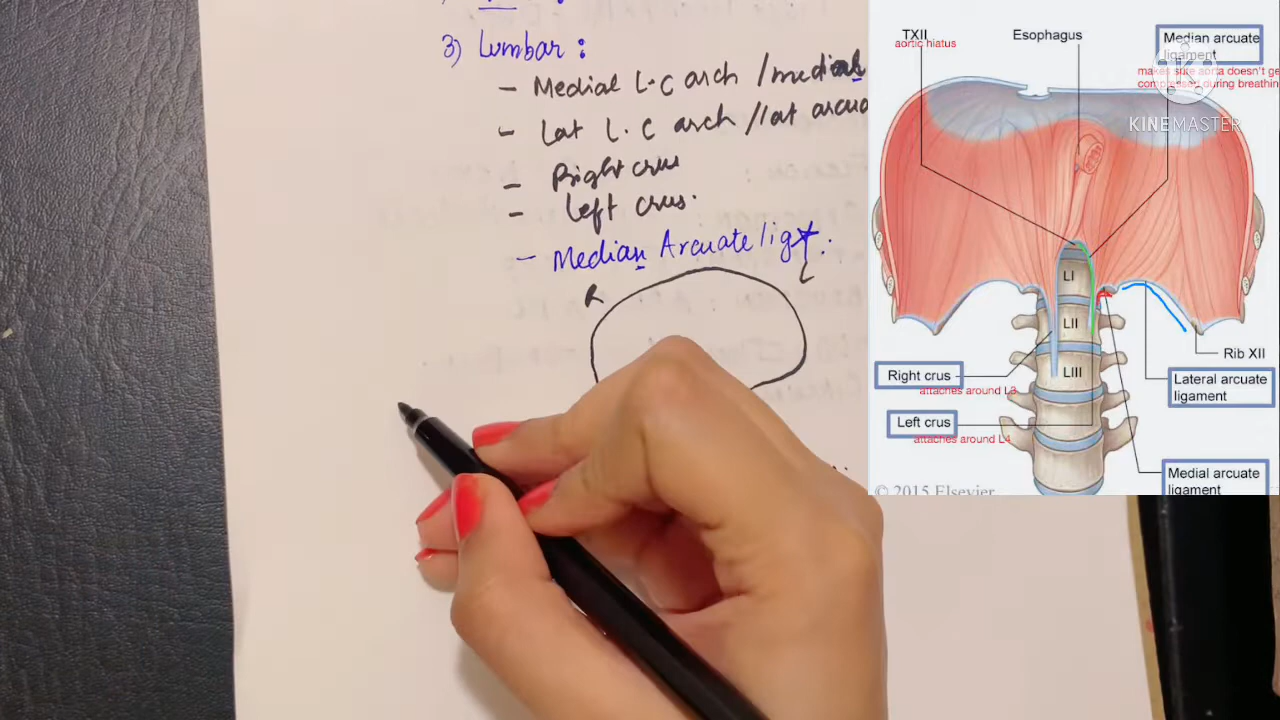 3) Lumbar :
- Medial L.C arch / medial
- Lat L.C arch / lat arcua
- Right crus
- Left crus.
- Median Arcuate ligt.
R
L
TXII
aortic hiatus
Esophagus
Median arcuate
ligament
makes sure aorta doesn't ge
compressed during breathin
KINEMASTER
LI
LII
LIII
Rib XII
Right crus
attaches around L3
Lateral arcuate
ligament
Left crus
attaches around L4
Medial arcuate
ligament
© 2015 Elsevier